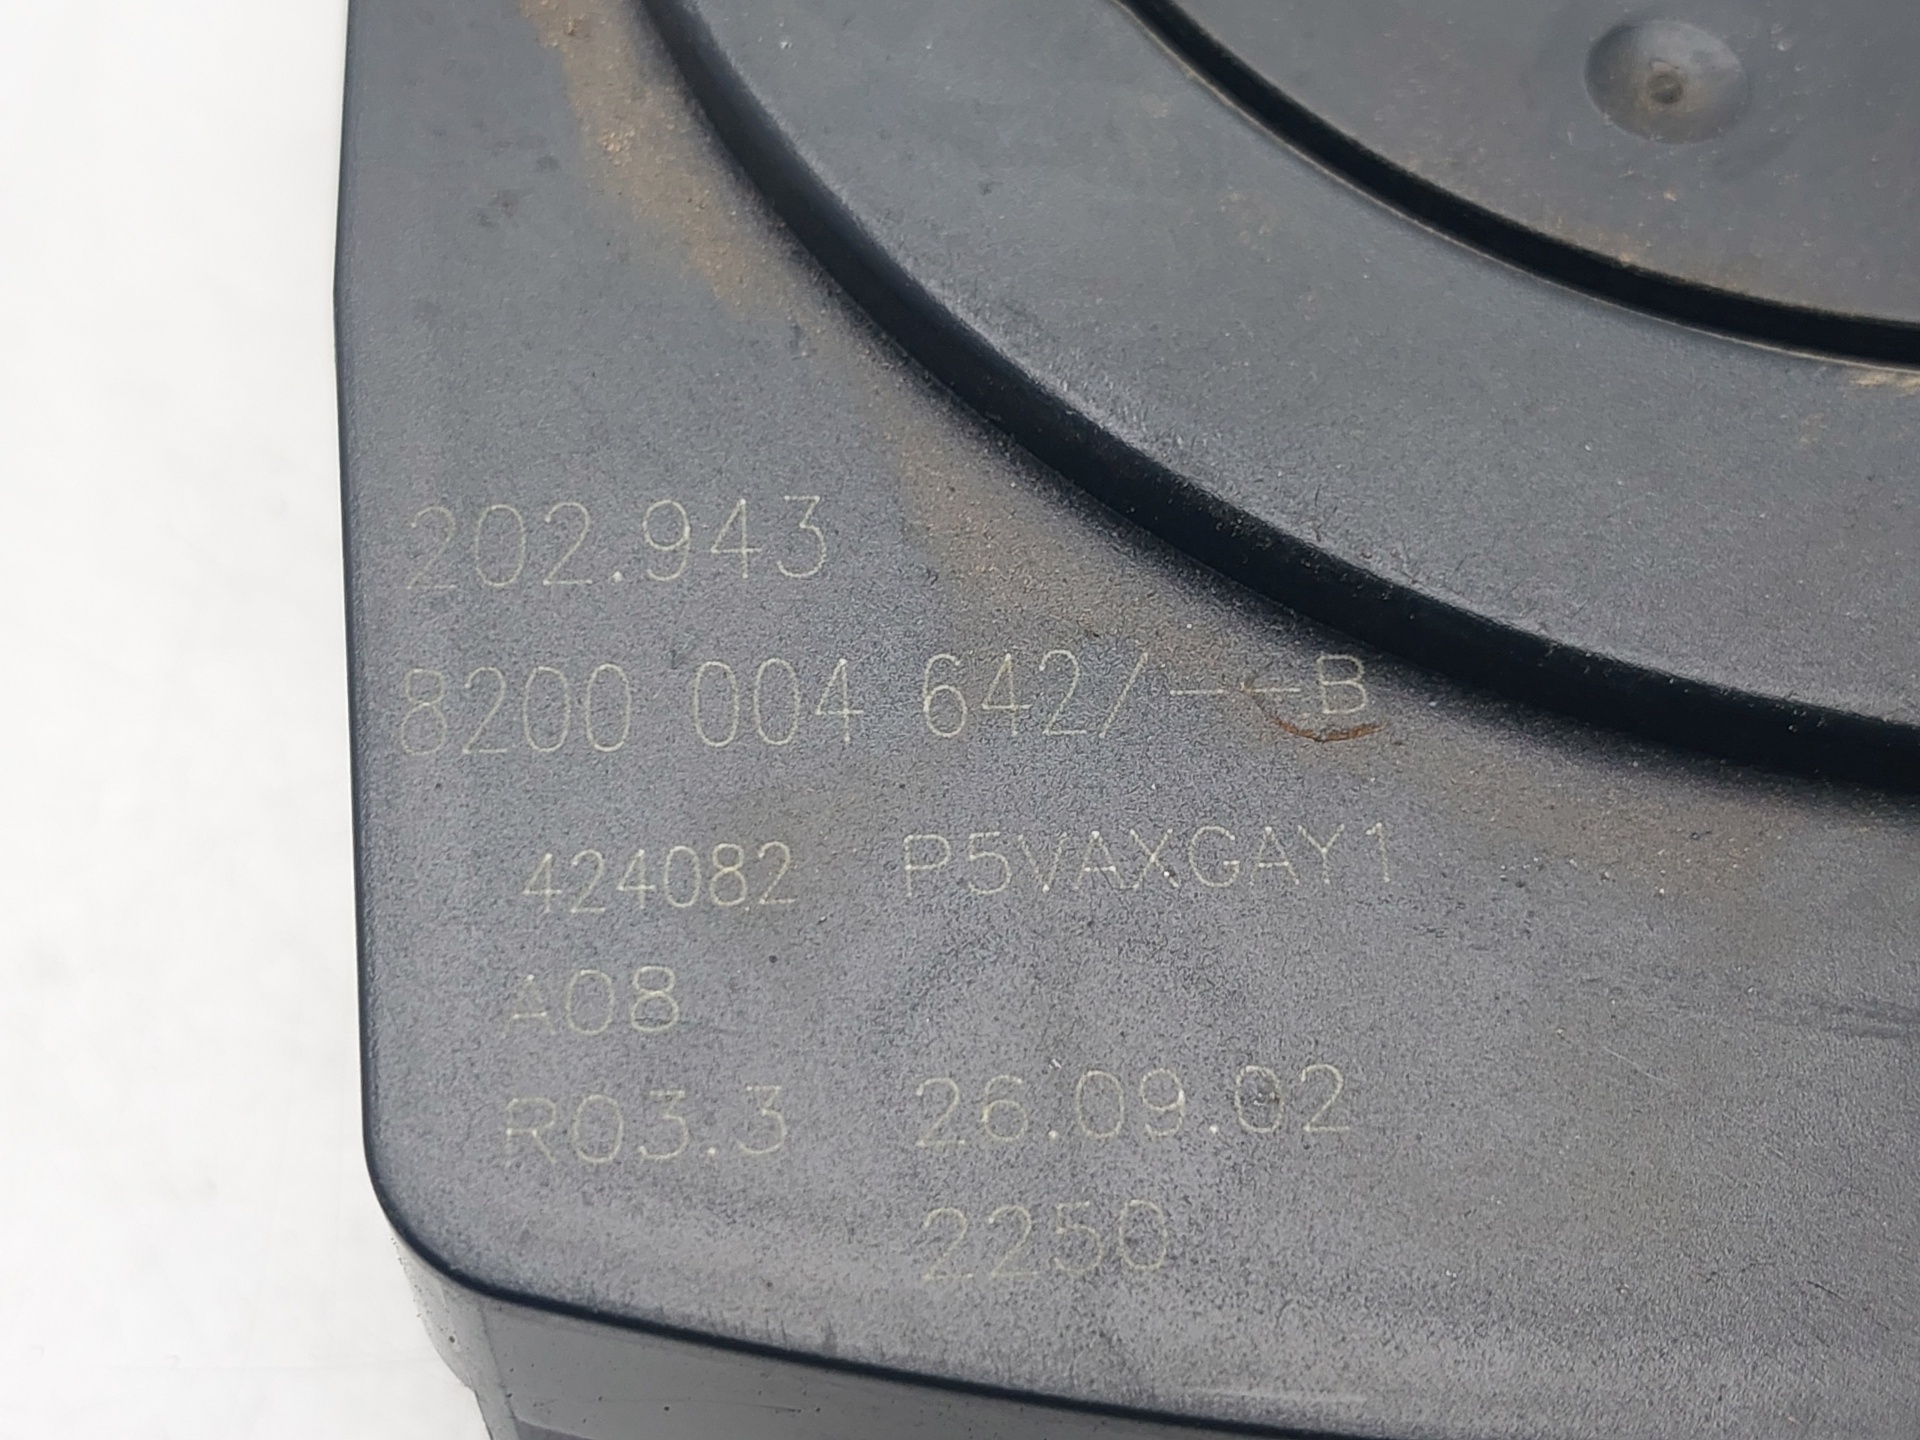 202.943
8200 004 642/---B
424082 P5VAXGAY1
A08
R03.3 26.09.02
2250